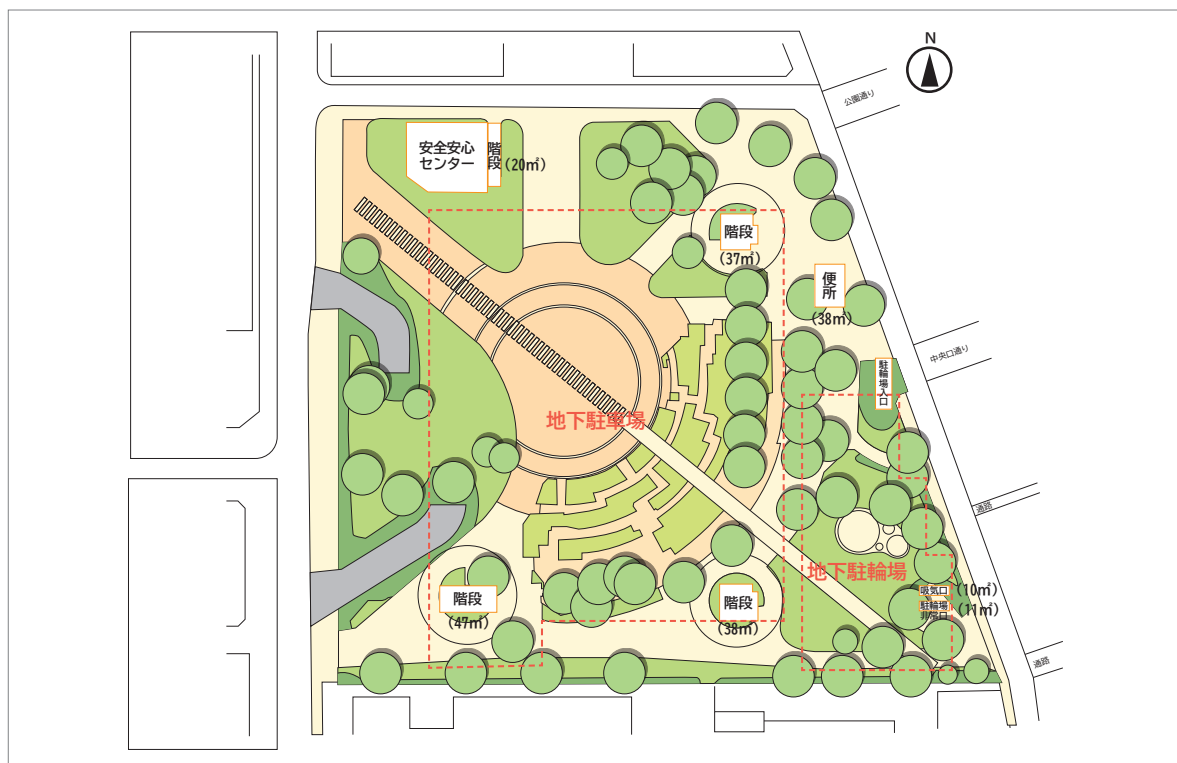 N
公園通り
安全安心
センター
階段
(20㎡)
階段
(37㎡)
便所
(38㎡)
中央口通り
駐輪場入口
地下駐車場
通路
地下駐輪場
吸気口
(10㎡)
駐輪場
非常口
(11㎡)
階段
(47㎡)
階段
(38㎡)
通路